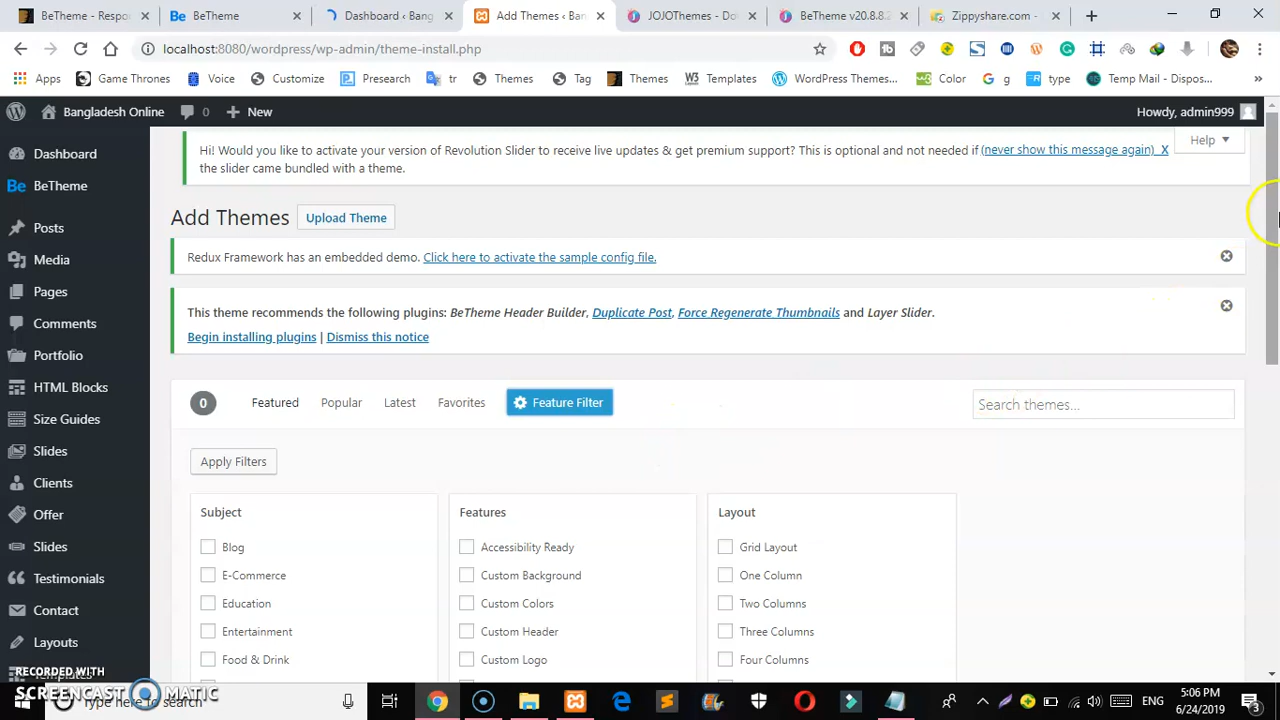 BeTheme - Respo
BeTheme
Dashboard ‹ Bang
Add Themes ‹ Ban
JOJOThemes - Do
BeTheme v20.8.8.2
Zippyshare.com -
localhost:8080/wordpress/wp-admin/theme-install.php
Apps
Game Thrones
Voice
Customize
Presearch
tr
Themes
Tag
Themes
Templates
WordPress Themes...
Color
g
type
Temp Mail - Dispos...
»
Bangladesh Online
0
New
Howdy, admin999
Dashboard
BeTheme
Posts
Media
Pages
Comments
Portfolio
HTML Blocks
Size Guides
Slides
Clients
Offer
Slides
Testimonials
Contact
Layouts
Hi! Would you like to activate your version of Revolution Slider to receive live updates & get premium support? This is optional and not needed if (never show this message again) X
the slider came bundled with a theme.
Help
Add Themes
Upload Theme
Redux Framework has an embedded demo. Click here to activate the sample config file.
This theme recommends the following plugins: BeTheme Header Builder, Duplicate Post, Force Regenerate Thumbnails and Layer Slider.
Begin installing plugins | Dismiss this notice
0
Featured
Popular
Latest
Favorites
Feature Filter
Search themes...
Apply Filters
Subject
Blog
E-Commerce
Education
Entertainment
Food & Drink
Features
Accessibility Ready
Custom Background
Custom Colors
Custom Header
Custom Logo
Layout
Grid Layout
One Column
Two Columns
Three Columns
Four Columns
RECORDED WITH
SCREENCAST MATIC
Type here to search
ENG
5:06 PM
6/24/2019
3